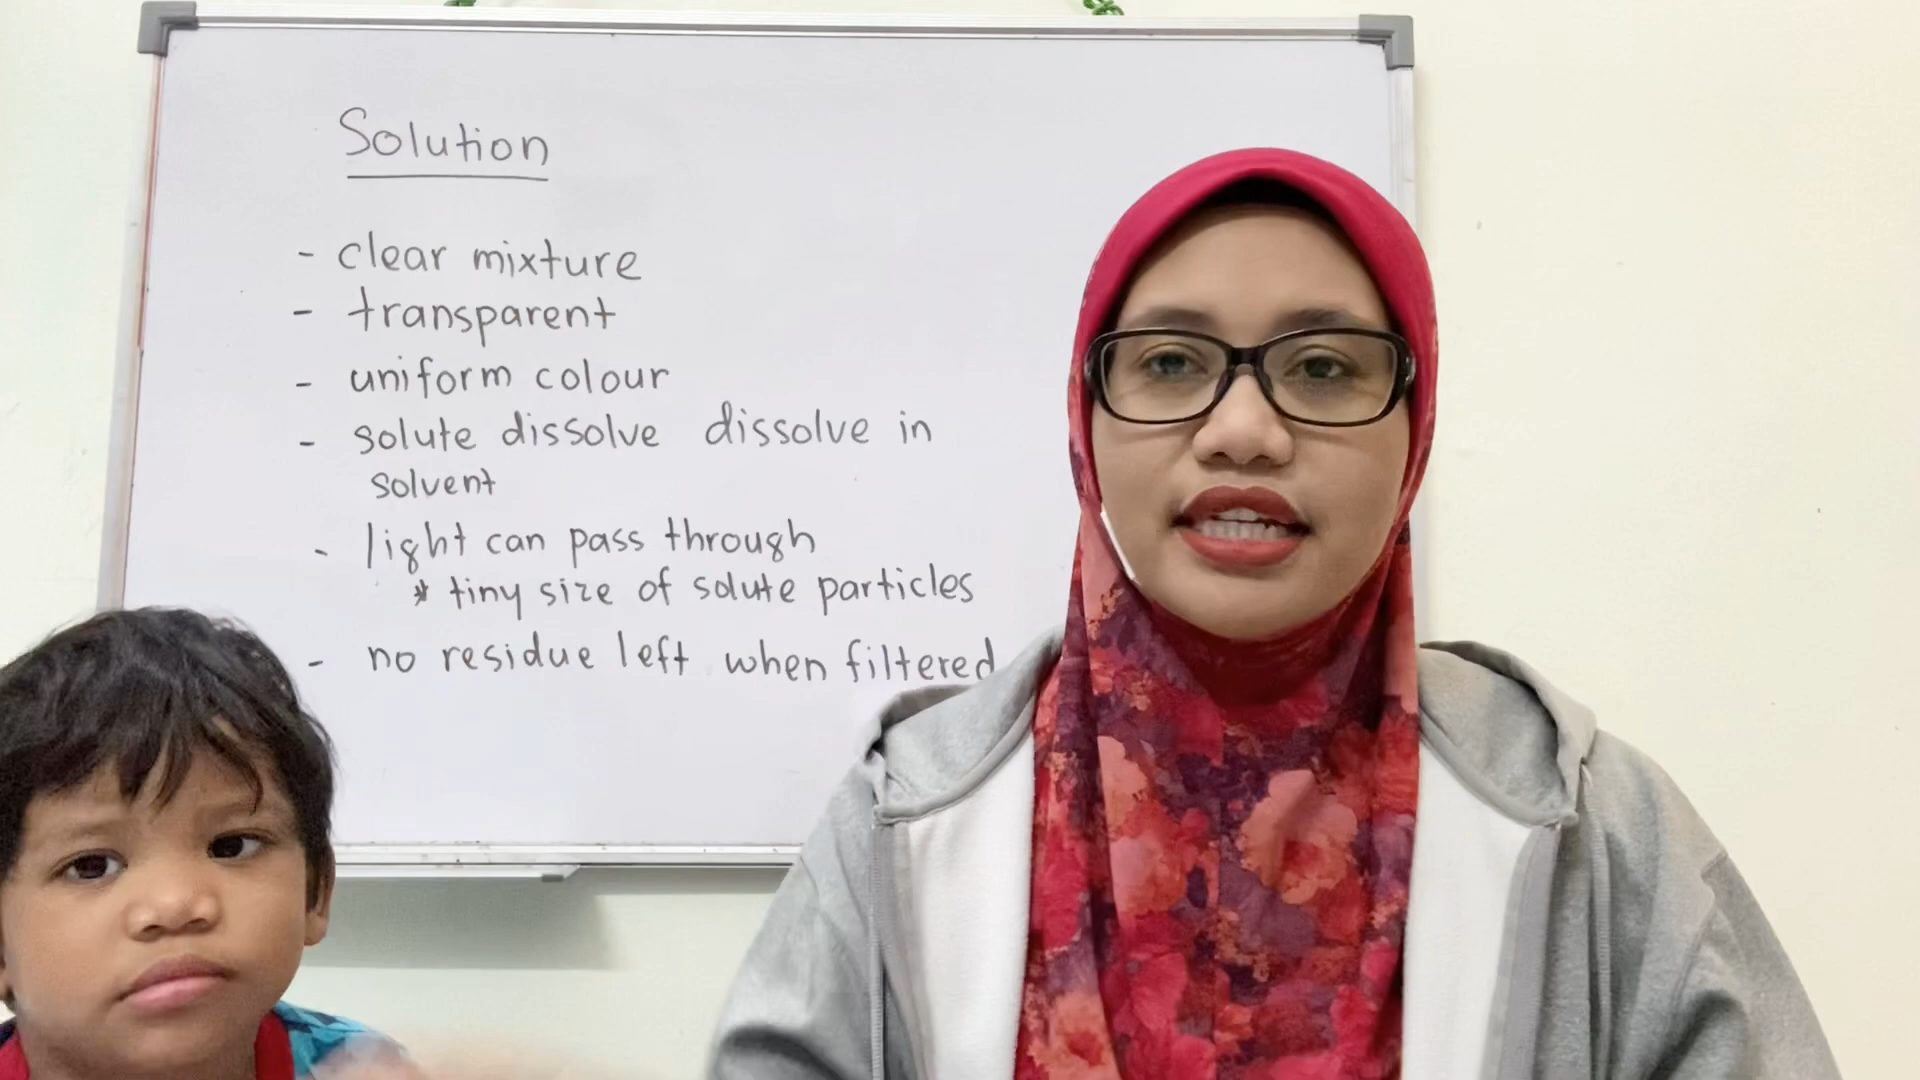 Solution
- clear mixture
- transparent
- uniform colour
- solute dissolve dissolve in
solvent
- light can pass through
* tiny size of solute particles
- no residue left when filtered